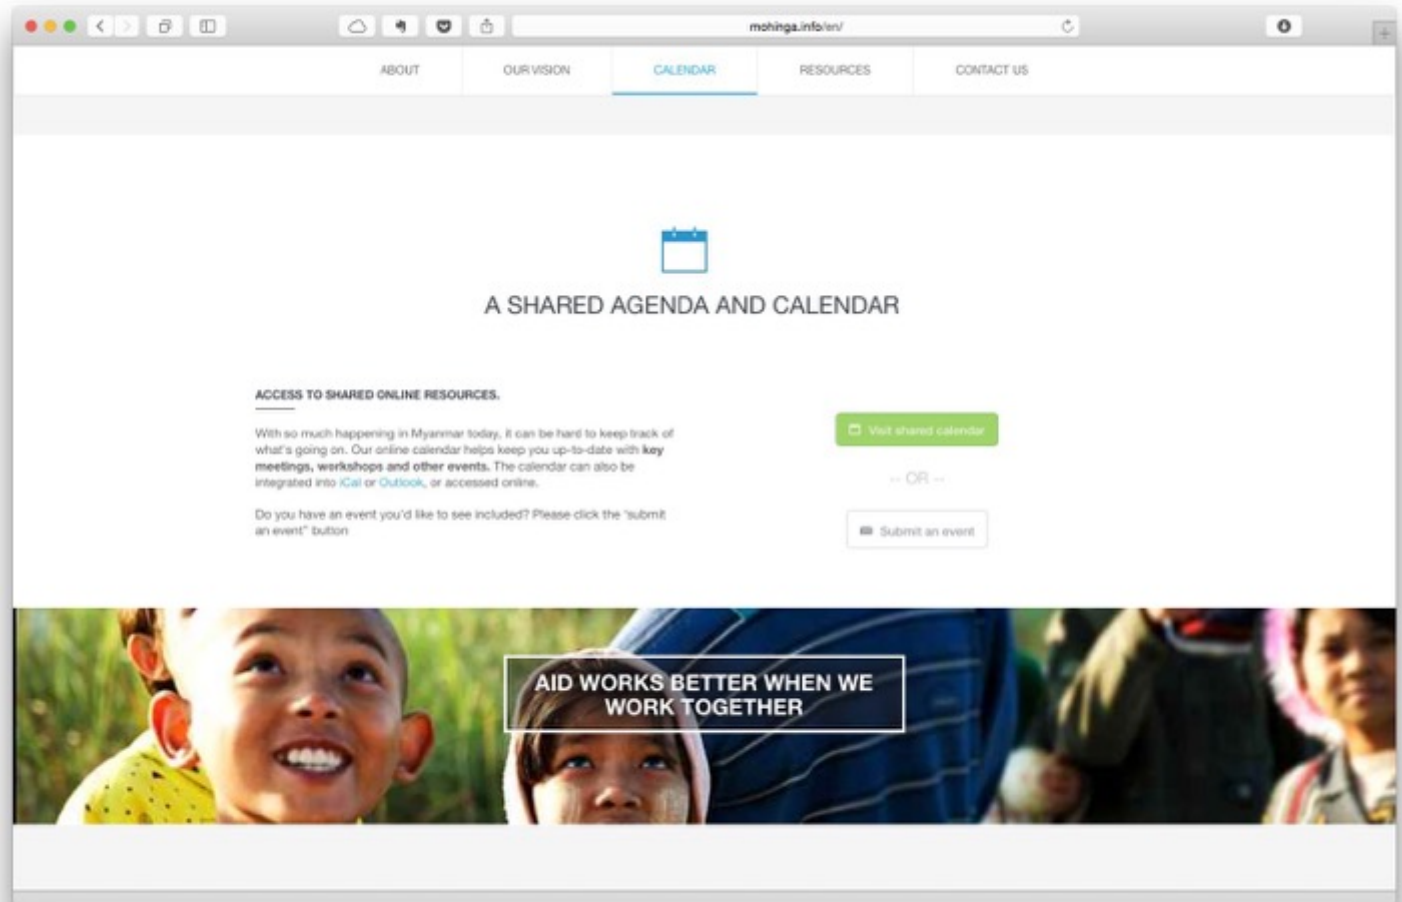 mohinga.info/en/
ABOUT
OUR VISION
CALENDAR
RESOURCES
CONTACT US
A SHARED AGENDA AND CALENDAR
ACCESS TO SHARED ONLINE RESOURCES.
With so much happening in Myanmar today, it can be hard to keep track of
what's going on. Our online calendar helps keep you up-to-date with key
meetings, workshops and other events. The calendar can also be
integrated into iCal or Outlook, or accessed online.
Do you have an event you'd like to see included? Please click the "submit
an event" button
Visit shared calendar
-- OR --
Submit an event
AID WORKS BETTER WHEN WE
WORK TOGETHER